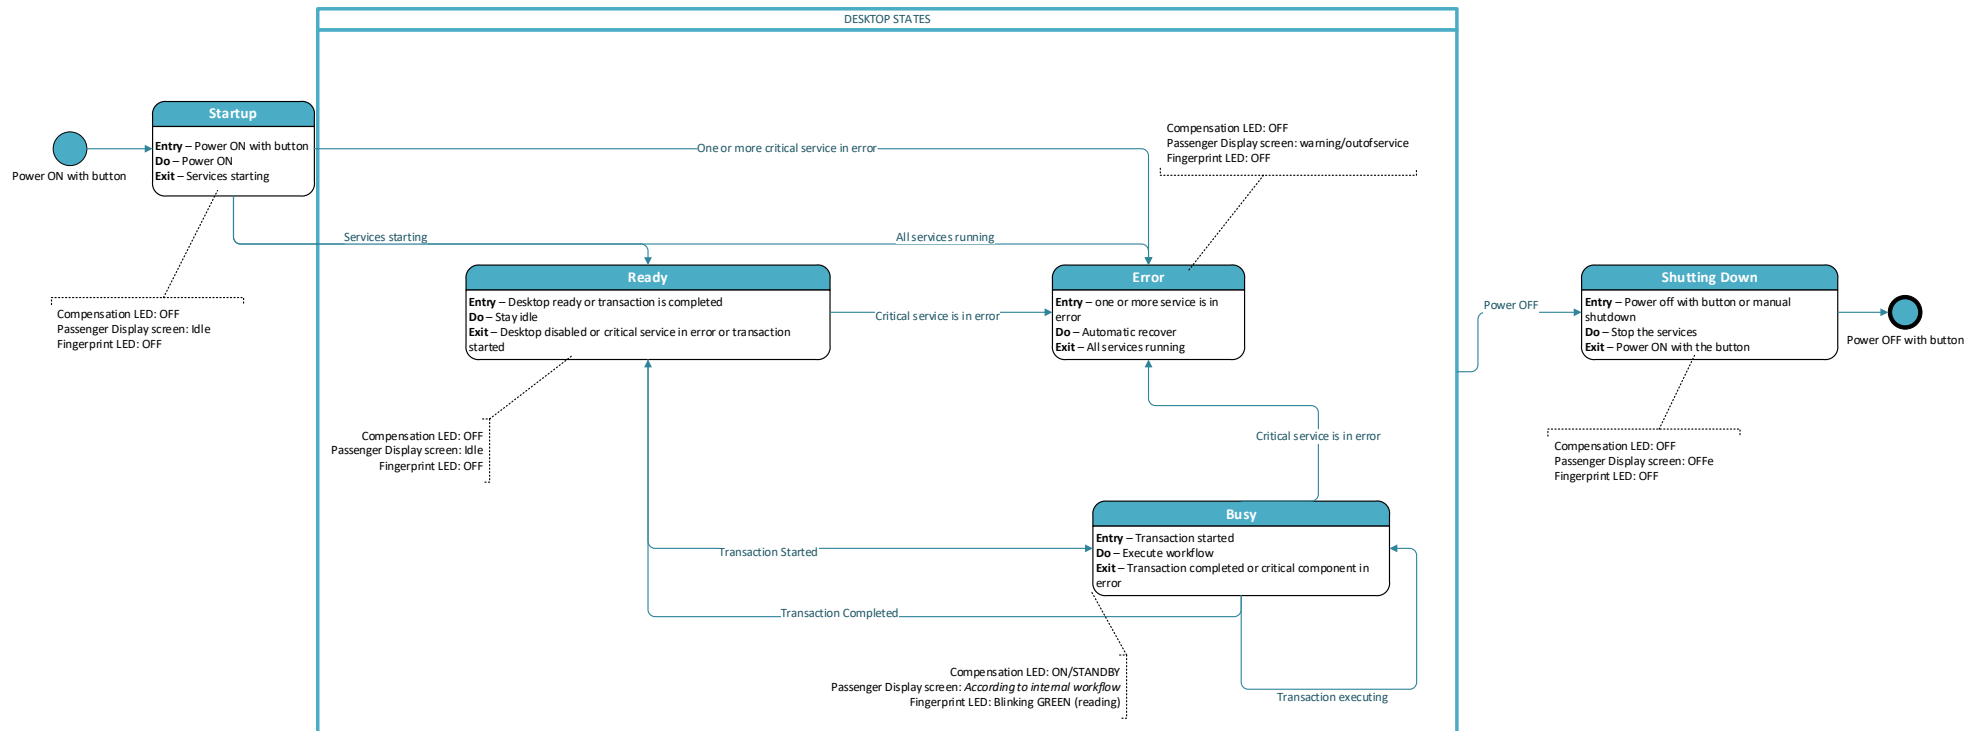 DESKTOP STATES
Startup
Entry – Power ON with button
Do – Power ON
Exit – Services starting
Power ON with button
One or more critical service in error
Compensation LED: OFF
Passenger Display screen: warning/outofservice
Fingerprint LED: OFF
Services starting
All services running
Compensation LED: OFF
Passenger Display screen: Idle
Fingerprint LED: OFF
Ready
Entry – Desktop ready or transaction is completed
Do – Stay idle
Exit – Desktop disabled or critical service in error or transaction
started
Critical service is in error
Error
Entry – one or more service is in
error
Do – Automatic recover
Exit – All services running
Power OFF
Shutting Down
Entry – Power off with button or manual
shutdown
Do – Stop the services
Exit – Power ON with the button
Power OFF with button
Compensation LED: OFF
Passenger Display screen: Idle
Fingerprint LED: OFF
Critical service is in error
Compensation LED: OFF
Passenger Display screen: OFFe
Fingerprint LED: OFF
Busy
Entry – Transaction started
Do – Execute workflow
Exit – Transaction completed or critical component in
error
Transaction Started
Transaction Completed
Compensation LED: ON/STANDBY
Passenger Display screen: According to internal workflow
Fingerprint LED: Blinking GREEN (reading)
Transaction executing